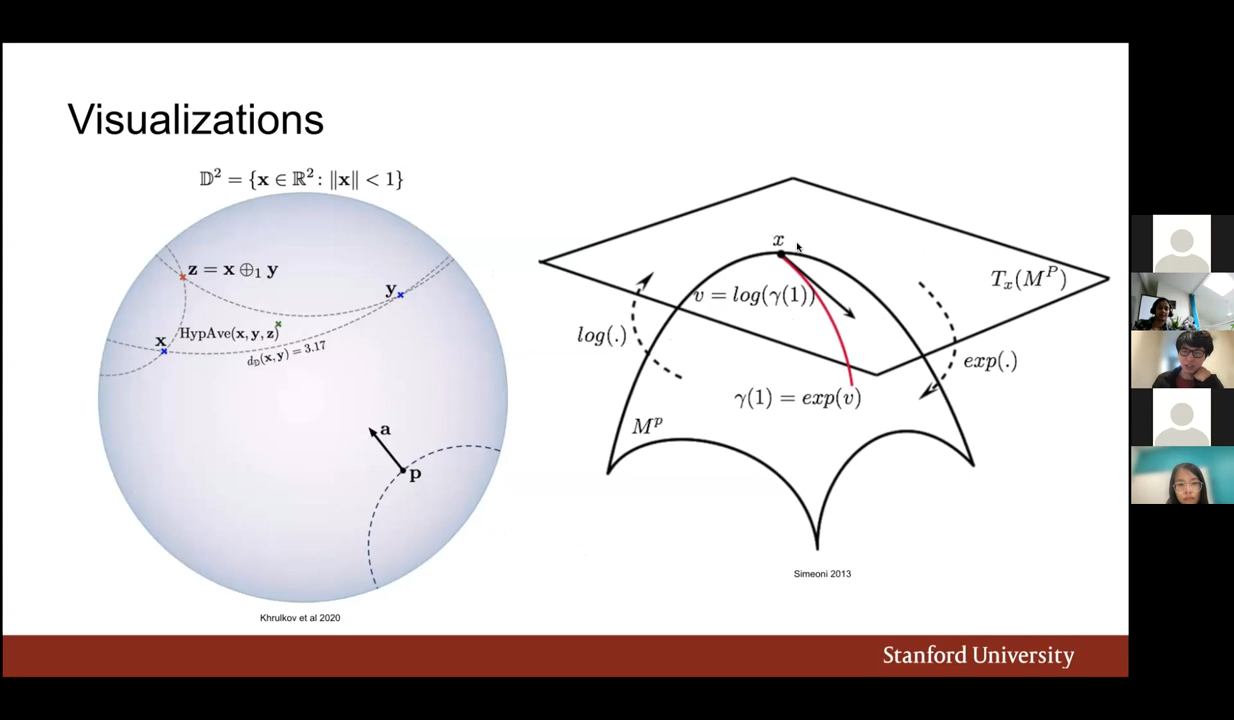 Visualizations
𝔻² = {𝐱 ∈ ℝ² : ‖𝐱‖ < 1}
𝐳 = 𝐱 ⊕₁ 𝐲
𝐲
𝐱
HypAve(𝐱, 𝐲, 𝐳)
d_𝔻(𝐱, 𝐲) = 3.17
𝐚
𝐩
Khrulkov et al 2020
x
T_x(M^P)
v = log(γ(1))
log(.)
exp(.)
γ(1) = exp(v)
M^p
Simeoni 2013
Stanford University